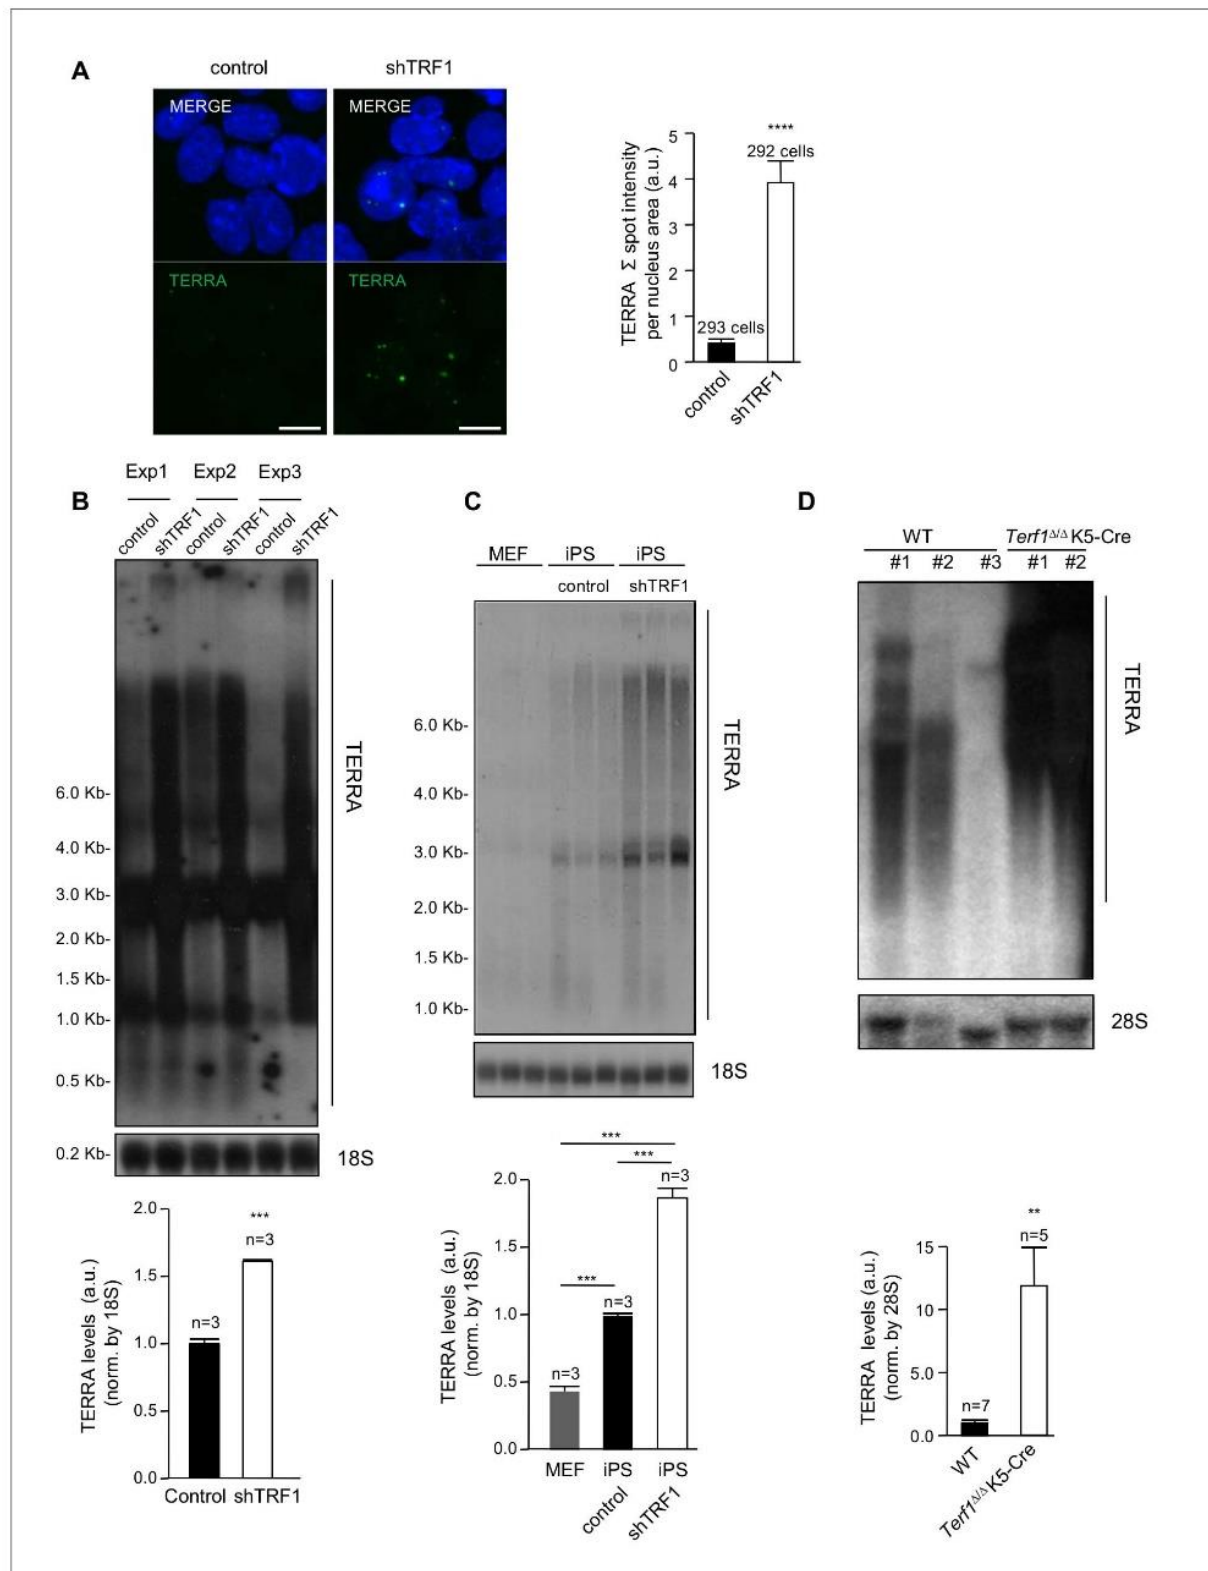 A
control
shTRF1
MERGE
MERGE
TERRA
TERRA
TERRA Σ spot intensity
per nucleus area (a.u.)
5
4
3
2
1
0
****
292 cells
293 cells
control
shTRF1
B
Exp1
Exp2
Exp3
control
shTRF1
control
shTRF1
control
shTRF1
6.0 Kb-
4.0 Kb-
3.0 Kb-
2.0 Kb-
1.5 Kb-
1.0 Kb-
0.5 Kb-
0.2 Kb-
TERRA
18S
TERRA levels (a.u.)
(norm. by 18S)
2.0
1.5
1.0
0.5
0.0
n=3
***
n=3
Control shTRF1
C
MEF
iPS
iPS
control
shTRF1
6.0 Kb-
4.0 Kb-
3.0 Kb-
2.0 Kb-
1.5 Kb-
1.0 Kb-
TERRA
18S
TERRA levels (a.u.)
(norm. by 18S)
2.0
1.5
1.0
0.5
0.0
***
***
***
n=3
n=3
n=3
MEF
iPS
control
iPS
shTRF1
D
WT
Terf1Δ/Δ K5-Cre
#1
#2
#3
#1
#2
TERRA
28S
TERRA levels (a.u.)
(norm. by 28S)
15
10
5.0
0.0
n=7
**
n=5
WT
Terf1Δ/Δ K5-Cre